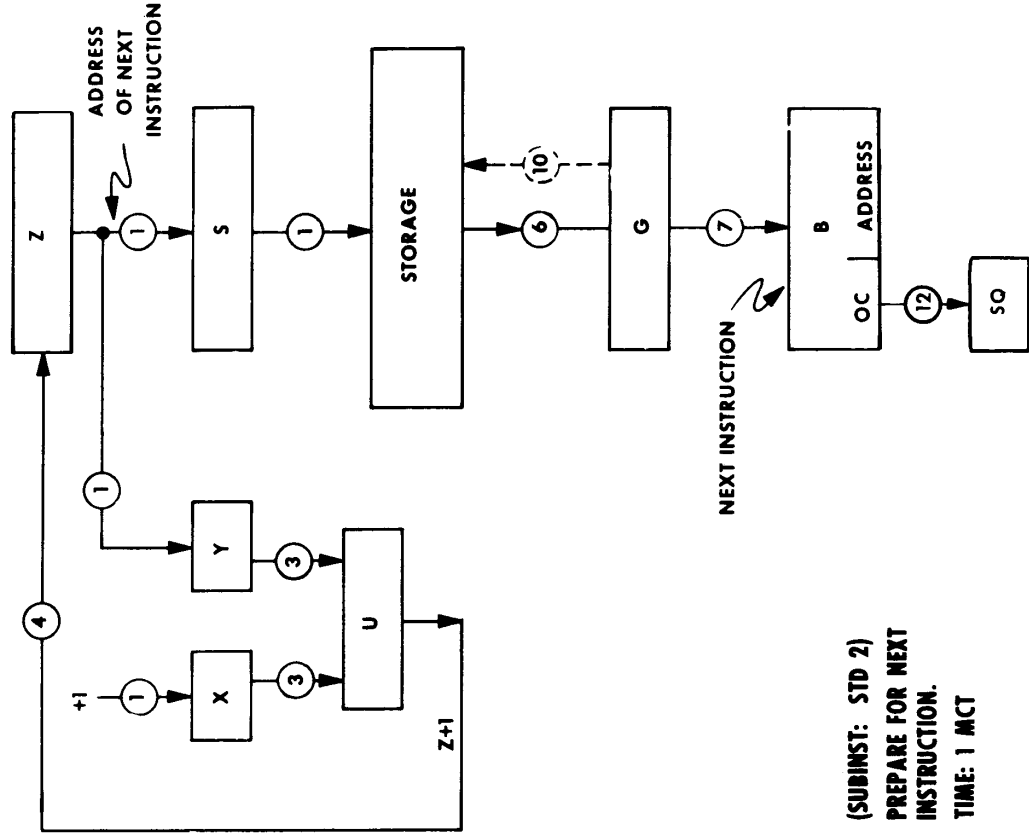 Z
4
ADDRESS
OF NEXT
INSTRUCTION
1
1
+1
1
S
X
Y
1
3
3
U
Z+1
STORAGE
6
10
G
7
NEXT INSTRUCTION
B
OC
ADDRESS
12
SQ
(SUBINST: STD 2)
PREPARE FOR NEXT
INSTRUCTION.
TIME: 1 MCT